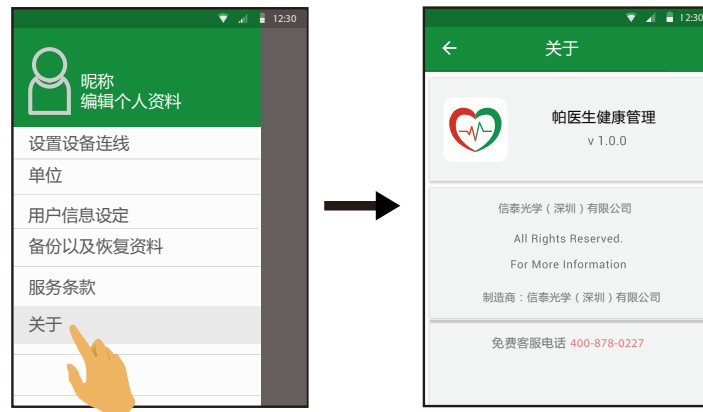 12:30
昵称
编辑个人资料
设置设备连线
单位
用户信息设定
备份以及恢复资料
服务条款
关于
12:30
关于
帕医生健康管理
v 1.0.0
信泰光学（深圳）有限公司
All Rights Reserved.
For More Information
制造商：信泰光学（深圳）有限公司
免费客服电话 400-878-0227